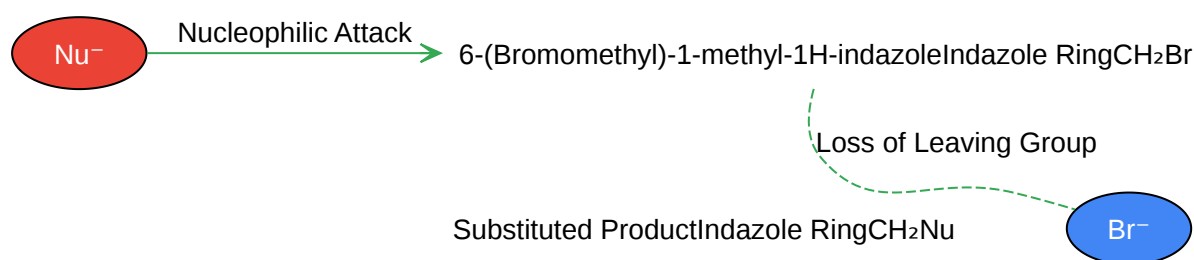 Nucleophilic Attack
Nu⁻
6-(Bromomethyl)-1-methyl-1H-indazoleIndazole RingCH₂Br
Loss of Leaving Group
Substituted ProductIndazole RingCH₂Nu
Br⁻